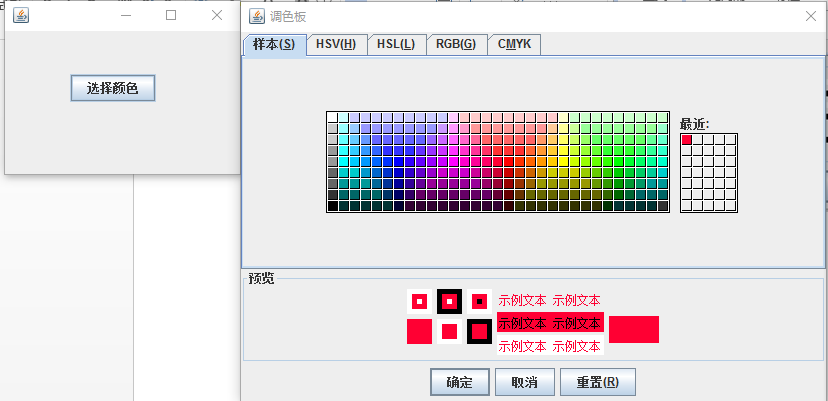 调色板
样本(S) HSV(H) HSL(L) RGB(G) CMYK
选择颜色
最近:
预览
示例文本 示例文本
示例文本 示例文本
示例文本 示例文本
确定 取消 重置(R)